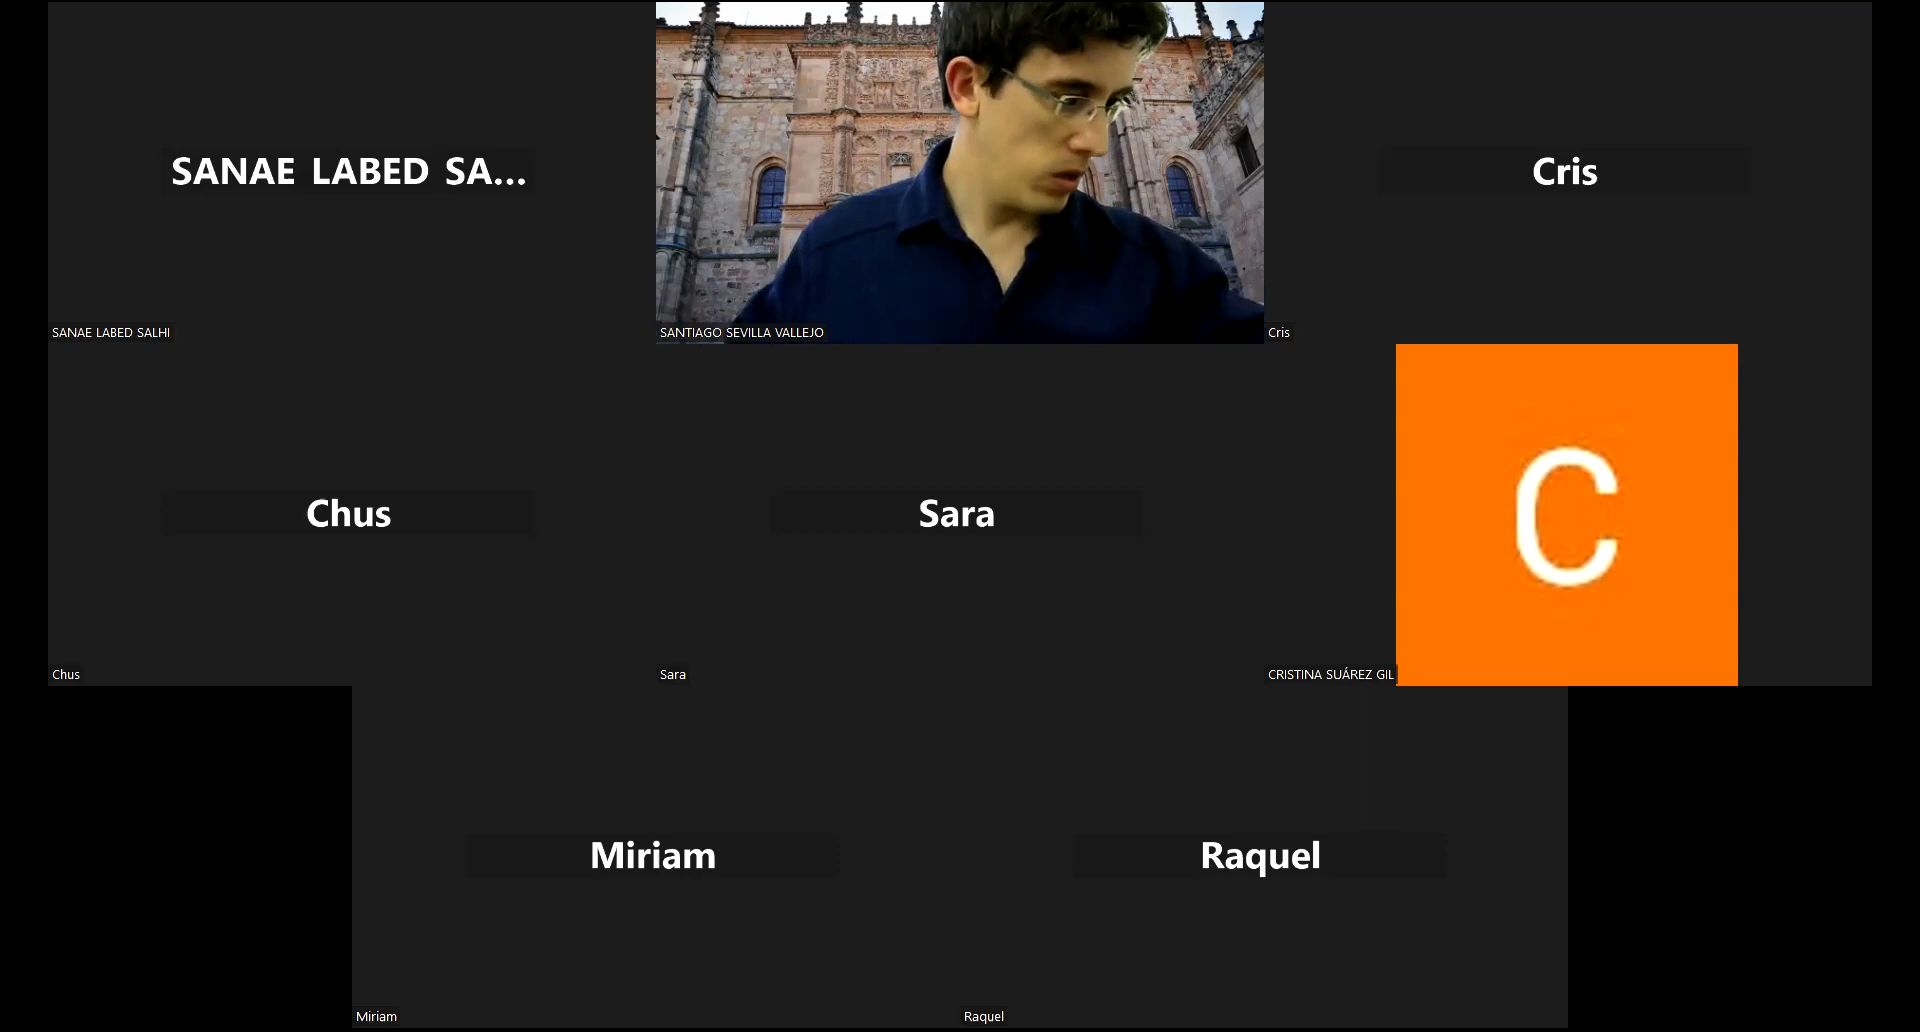 SANAE LABED SA...
SANAE LABED SALHI
SANTIAGO SEVILLA VALLEJO
Cris
Cris
Chus
Chus
Sara
Sara
C
CRISTINA SUÁREZ GIL
Miriam
Miriam
Raquel
Raquel